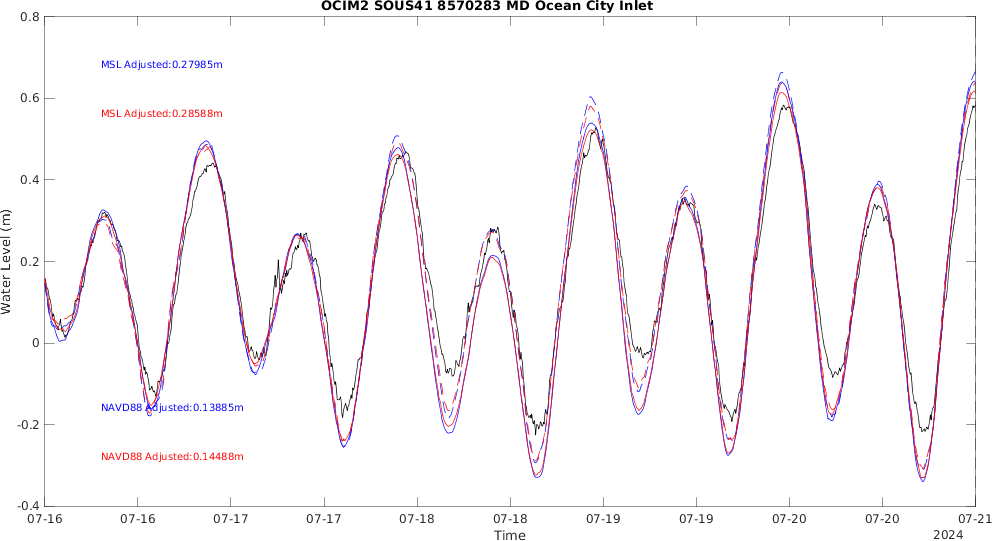 OCIM2 SOUS41 8570283 MD Ocean City Inlet
0.8
MSL Adjusted:0.27985m
0.6
MSL Adjusted:0.28588m
0.4
Water Level (m)
0.2
0
NAVD88 Adjusted:0.13885m
-0.2
NAVD88 Adjusted:0.14488m
-0.4
07-16 07-16 07-17 07-17 07-18 07-18 07-19 07-19 07-20 07-20 07-21
Time
2024